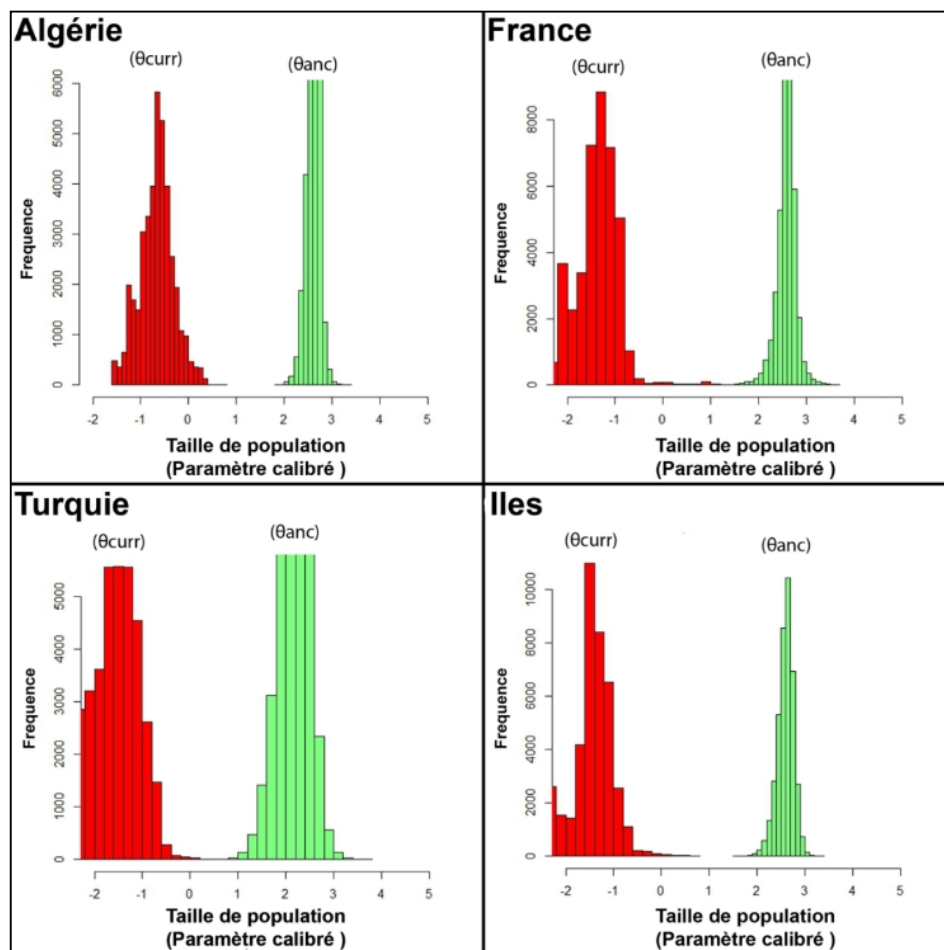 Algérie
(θcurr)
(θanc)
Frequence
6000
5000
4000
3000
2000
1000
0
-2 -1 0 1 2 3 4 5
Taille de population
(Paramètre calibré )
France
(θcurr)
(θanc)
Frequence
8000
6000
4000
2000
0
-2 -1 0 1 2 3 4 5
Taille de population
(Paramètre calibré )
Turquie
(θcurr)
(θanc)
Frequence
5000
4000
3000
2000
1000
0
-2 -1 0 1 2 3 4 5
Taille de population
(Paramètre calibré )
Iles
(θcurr)
(θanc)
Frequence
10000
8000
6000
4000
2000
0
-2 -1 0 1 2 3 4 5
Taille de population
(Paramètre calibré )